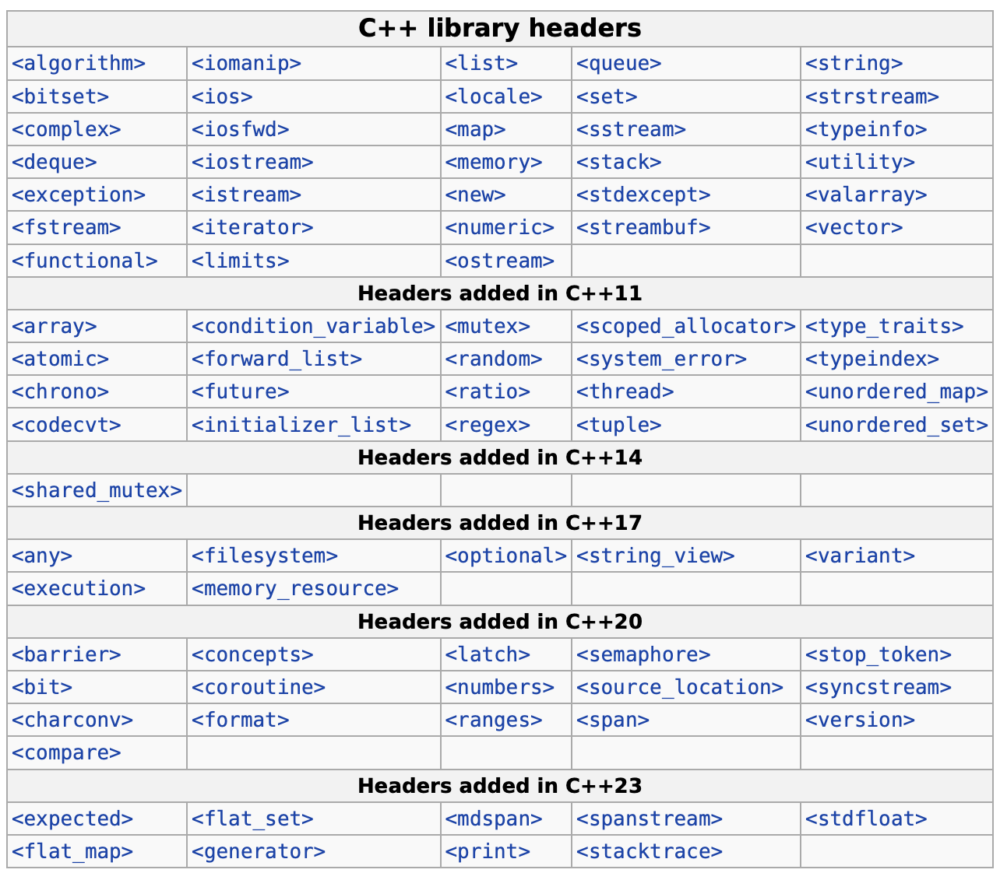 C++ library headers
<algorithm> <iomanip> <list> <queue> <string>
<bitset> <ios> <locale> <set> <strstream>
<complex> <iosfwd> <map> <sstream> <typeinfo>
<deque> <iostream> <memory> <stack> <utility>
<exception> <istream> <new> <stdexcept> <valarray>
<fstream> <iterator> <numeric> <streambuf> <vector>
<functional> <limits> <ostream>
Headers added in C++11
<array> <condition_variable> <mutex> <scoped_allocator> <type_traits>
<atomic> <forward_list> <random> <system_error> <typeindex>
<chrono> <future> <ratio> <thread> <unordered_map>
<codecvt> <initializer_list> <regex> <tuple> <unordered_set>
Headers added in C++14
<shared_mutex>
Headers added in C++17
<any> <filesystem> <optional> <string_view> <variant>
<execution> <memory_resource>
Headers added in C++20
<barrier> <concepts> <latch> <semaphore> <stop_token>
<bit> <coroutine> <numbers> <source_location> <syncstream>
<charconv> <format> <ranges> <span> <version>
<compare>
Headers added in C++23
<expected> <flat_set> <mdspan> <spanstream> <stdfloat>
<flat_map> <generator> <print> <stacktrace>